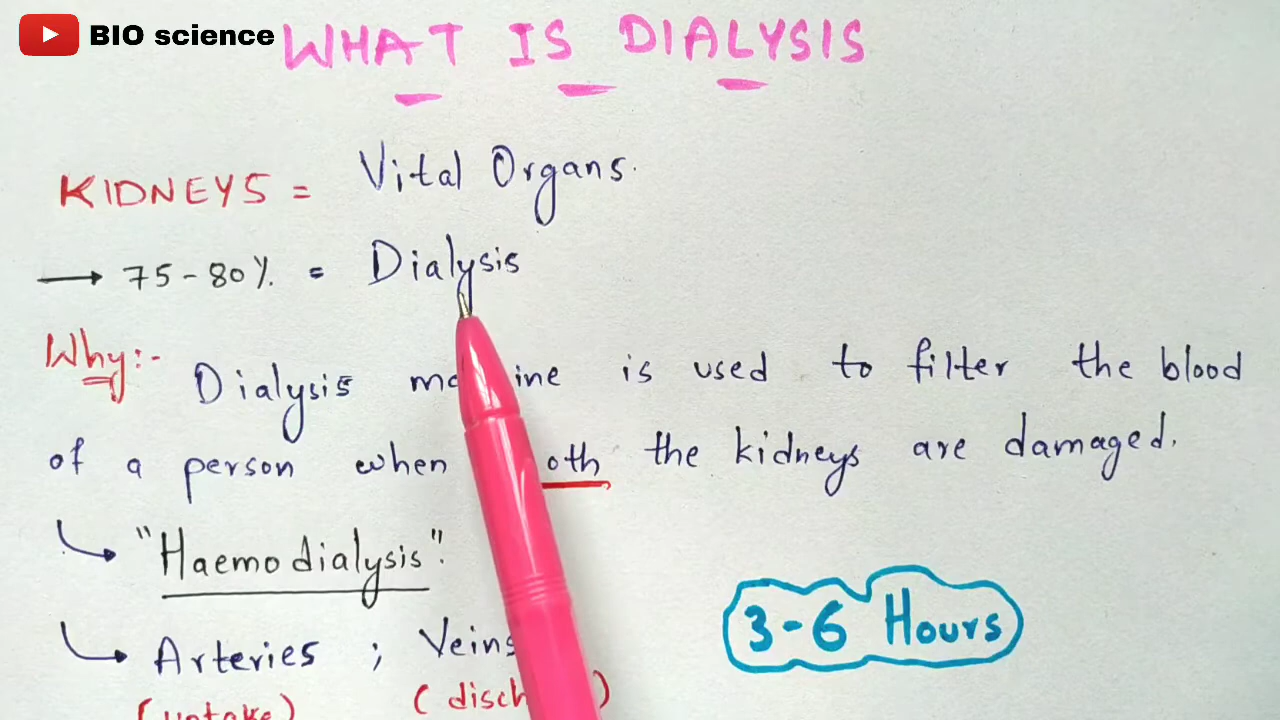 BIO science
WHAT IS DIALYSIS
KIDNEYS = Vital Organs.
→ 75-80% = Dialysis
Why:- Dialysis is used to filter the blood
of a person when the kidneys are damaged.
"Haemodialysis".
Arteries ; Veins
(uptake)
3-6 Hours